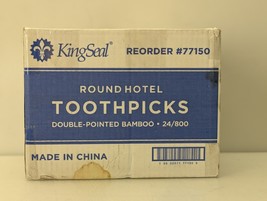 KingSeal® REORDER #77150
ROUND HOTEL
TOOTHPICKS
DOUBLE-POINTED BAMBOO • 24/800
MADE IN CHINA